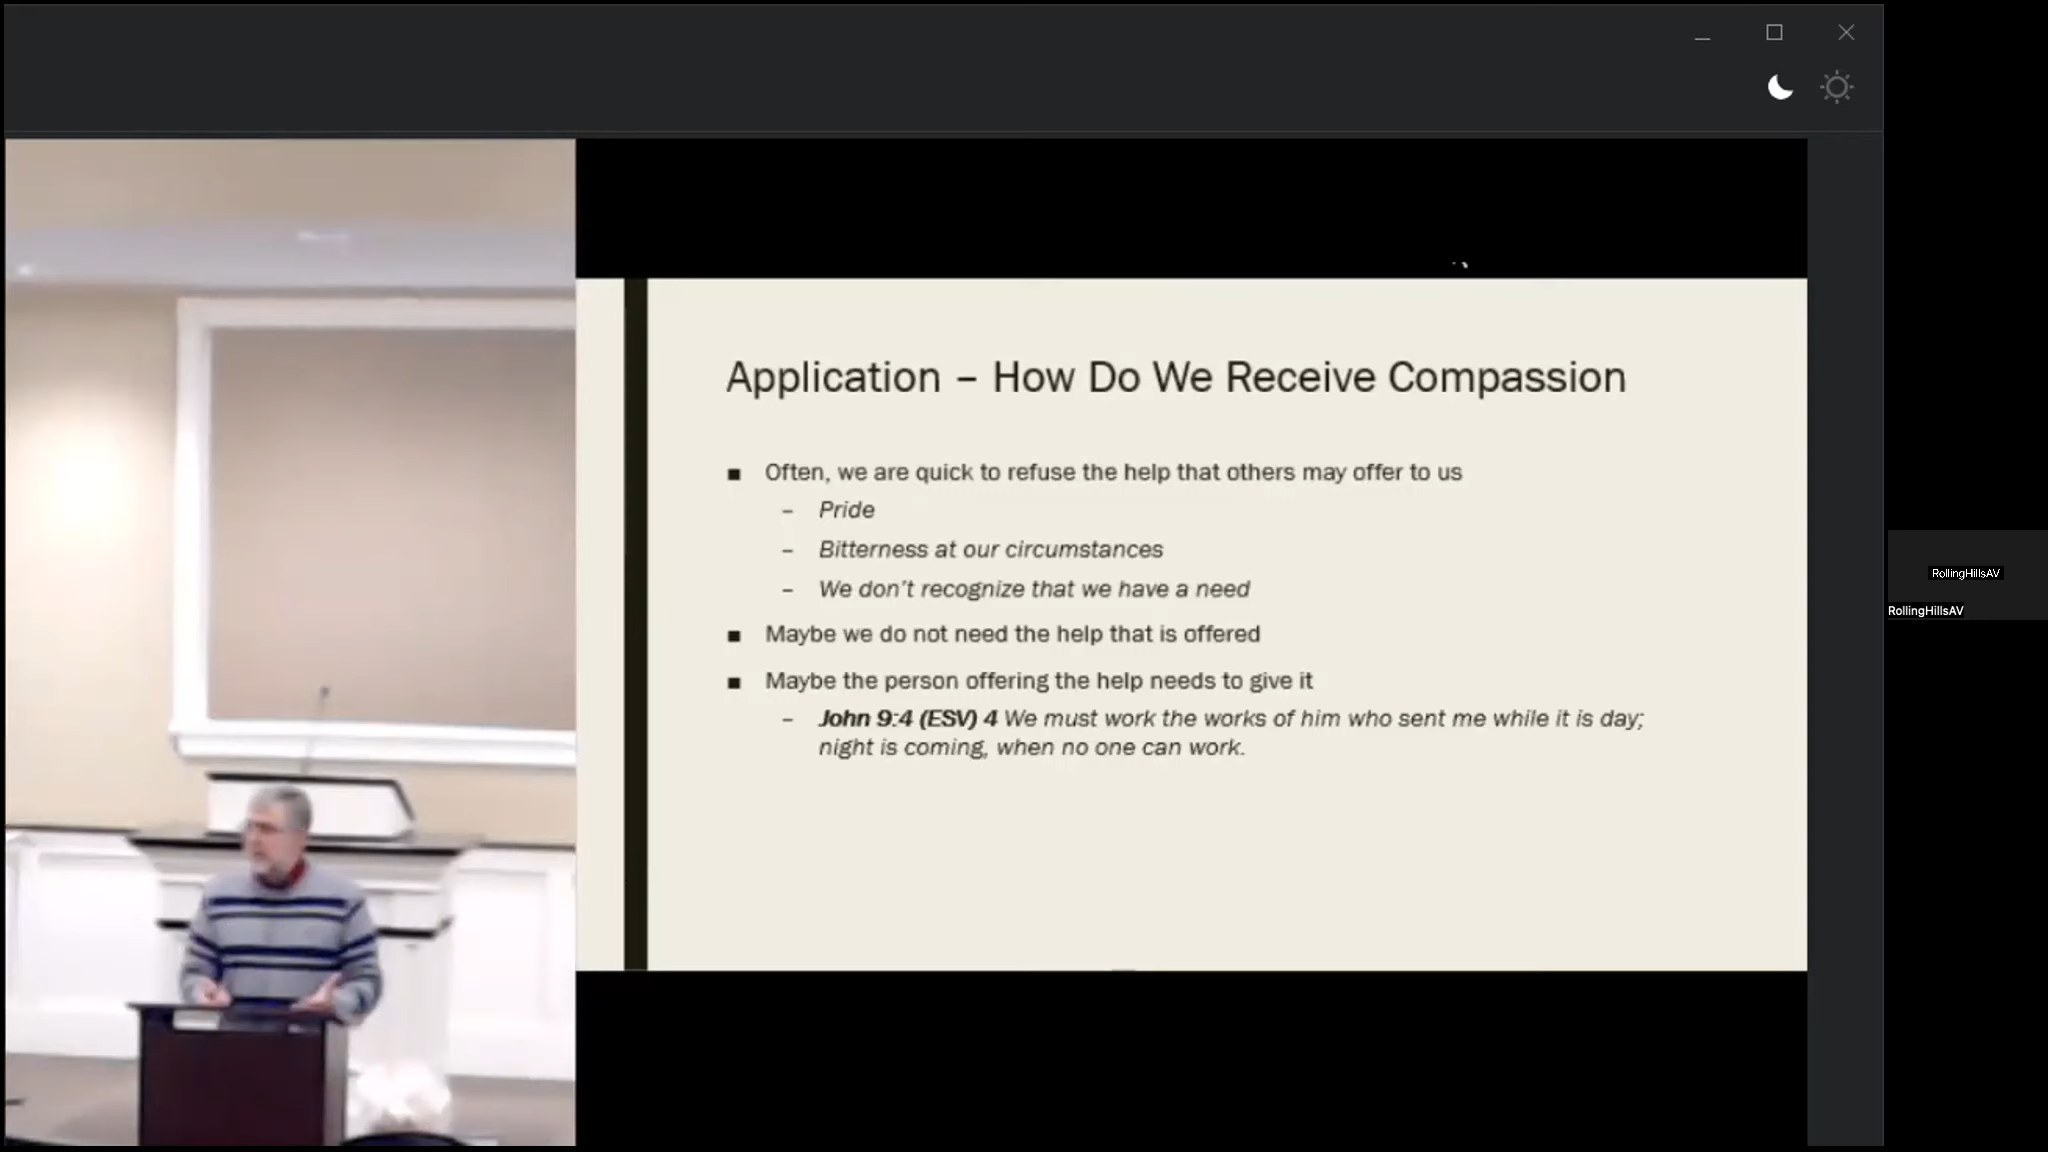 Application – How Do We Receive Compassion
■ Often, we are quick to refuse the help that others may offer to us
– Pride
– Bitterness at our circumstances
– We don't recognize that we have a need
■ Maybe we do not need the help that is offered
■ Maybe the person offering the help needs to give it
– John 9:4 (ESV) 4 We must work the works of him who sent me while it is day;
night is coming, when no one can work.
RollingHillsAV
RollingHillsAV